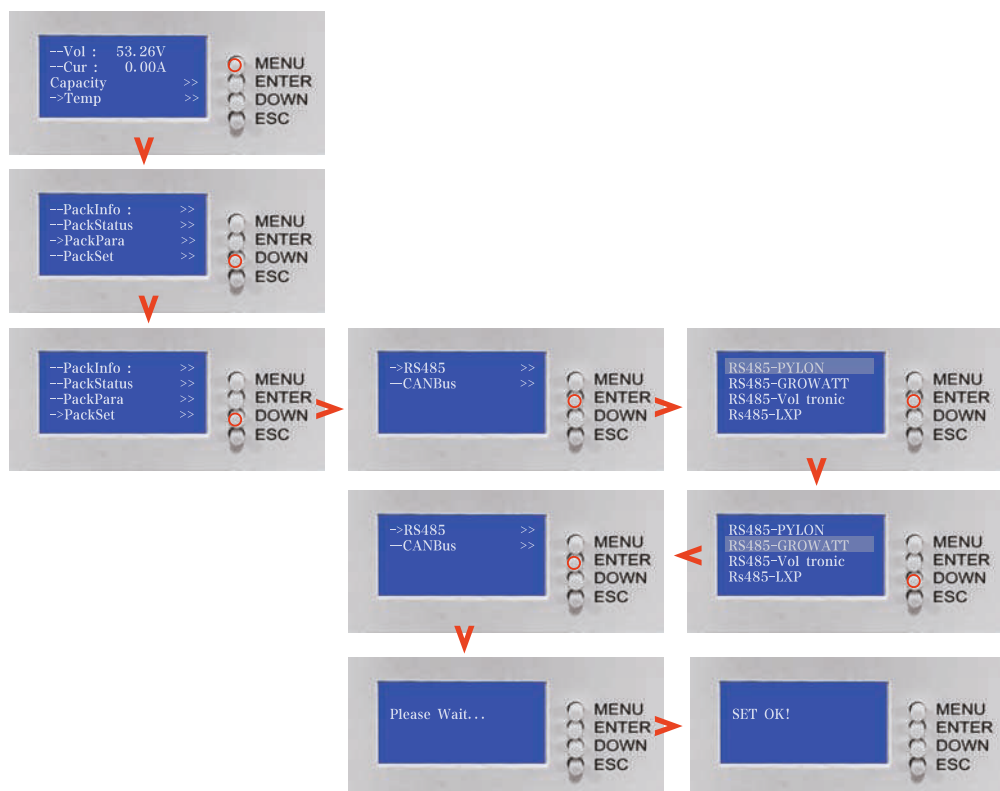 --Vol : 53.26V
--Cur : 0.00A
Capacity >>
->Temp >>
MENU
ENTER
DOWN
ESC
--PackInfo : >>
--PackStatus >>
->PackPara >>
--PackSet >>
MENU
ENTER
DOWN
ESC
--PackInfo : >>
--PackStatus >>
--PackPara >>
->PackSet >>
MENU
ENTER
DOWN
ESC
->RS485 >>
—CANBus >>
MENU
ENTER
DOWN
ESC
RS485-PYLON
RS485-GROWATT
RS485-Vol tronic
Rs485-LXP
MENU
ENTER
DOWN
ESC
RS485-PYLON
RS485-GROWATT
RS485-Vol tronic
Rs485-LXP
MENU
ENTER
DOWN
ESC
->RS485 >>
—CANBus >>
MENU
ENTER
DOWN
ESC
Please Wait...
MENU
ENTER
DOWN
ESC
SET OK!
MENU
ENTER
DOWN
ESC